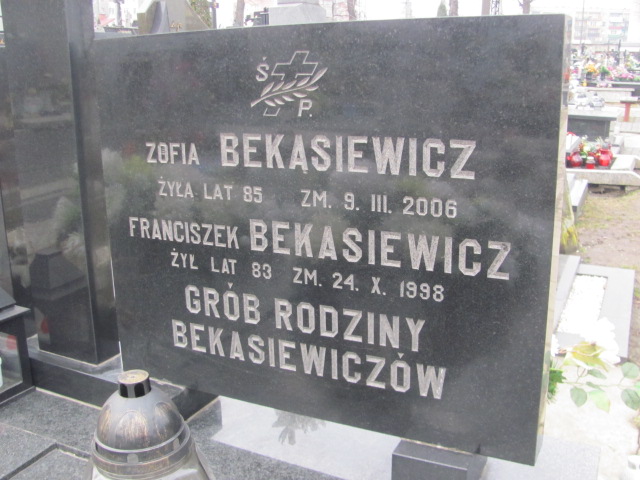 Ś
P.
ZOFIA BEKĄSIEWICZ
ŻYŁA LAT 85 ZM. 9. III. 2006
FRANCISZEK BEKASIEWICZ
ŻYŁ LAT 83 ZM. 24. X. 1998
GRÓB RODZINY
BEKASIEWICZÓW